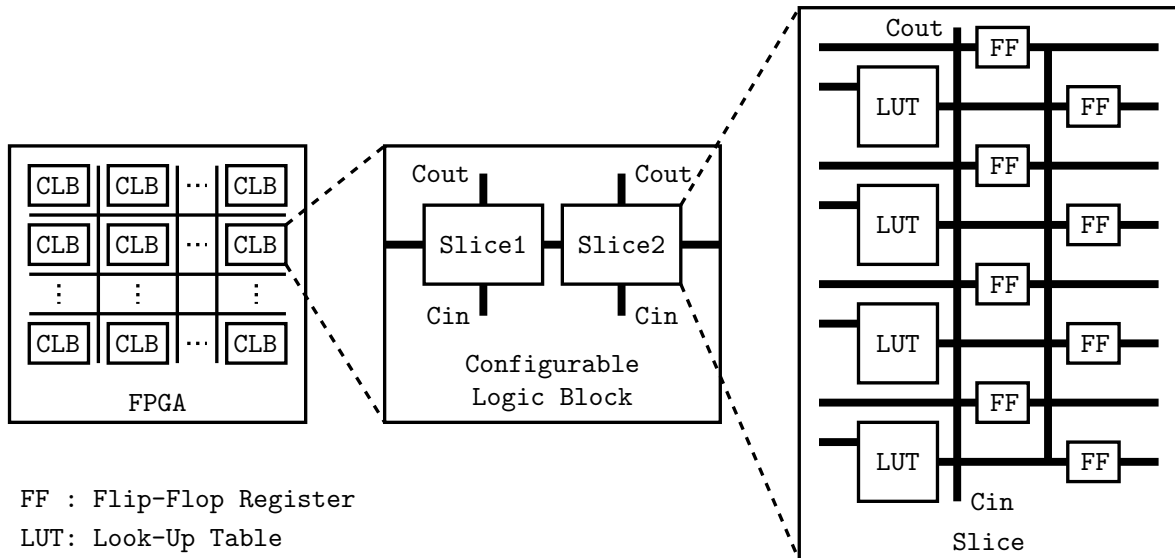 CLB CLB ... CLB
CLB CLB ... CLB
CLB CLB ... CLB
FPGA
Cout Cout
Slice1 Slice2
Cin Cin
Configurable
Logic Block
Cout
FF
LUT
FF
FF
LUT
FF
FF
LUT
FF
FF
LUT
FF
Cin
Slice
FF : Flip-Flop Register
LUT: Look-Up Table